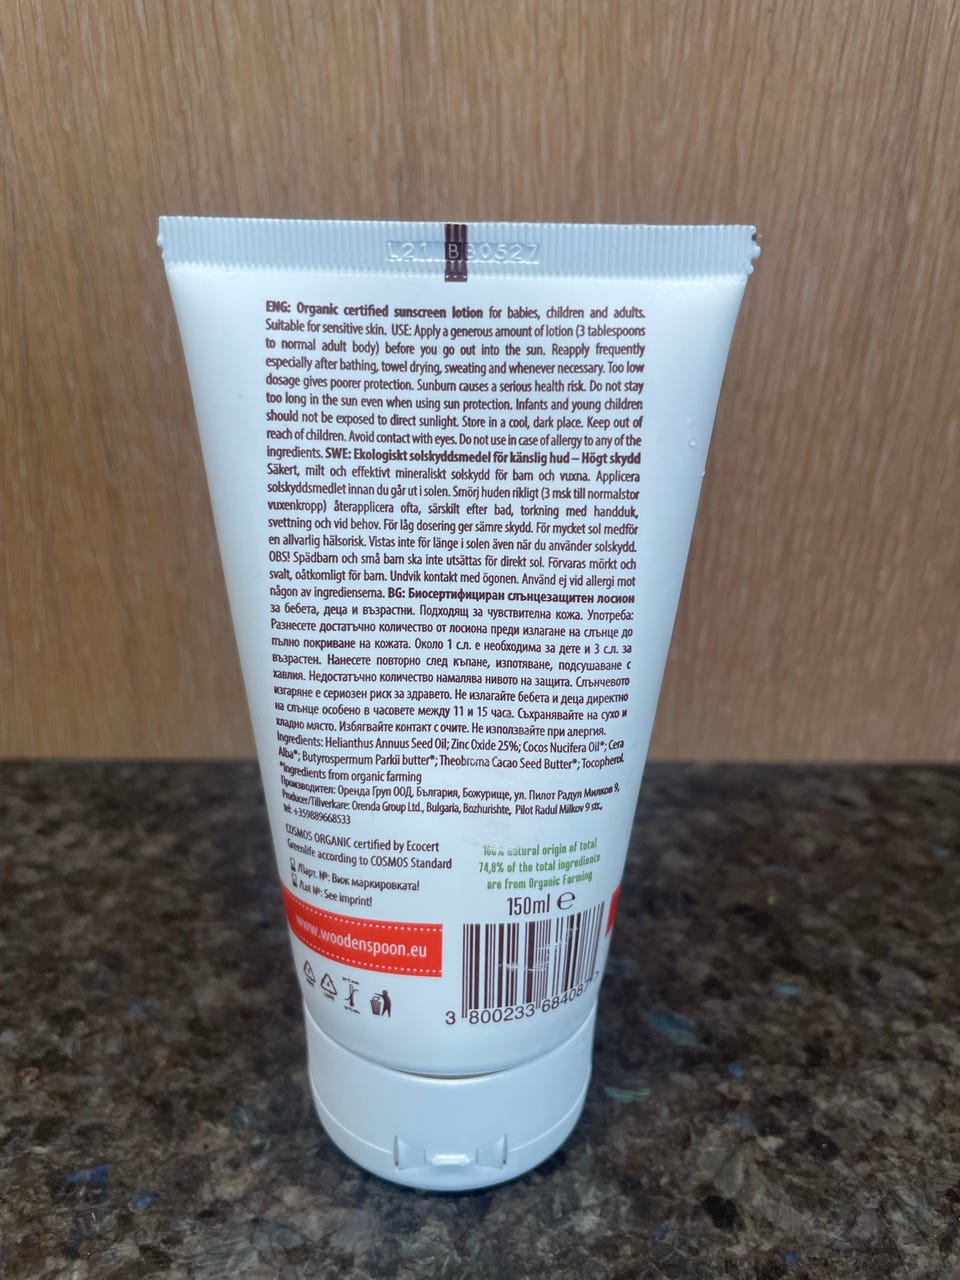 L21 B30527
ENG: Organic certified sunscreen lotion for babies, children and adults.
Suitable for sensitive skin. USE: Apply a generous amount of lotion (3 tablespoons
to normal adult body) before you go out into the sun. Reapply frequently
especially after bathing, towel drying, sweating and whenever necessary. Too low
dosage gives poorer protection. Sunburn causes a serious health risk. Do not stay
too long in the sun even when using sun protection. Infants and young children
should not be exposed to direct sunlight. Store in a cool, dark place. Keep out of
reach of children. Avoid contact with eyes. Do not use in case of allergy to any of the
ingredients. SWE: Ekologiskt solskyddsmedel för känslig hud – Högt skydd
Säkert, milt och effektivt mineraliskt solskydd för barn och vuxna. Applicera
solskyddsmedlet innan du går ut i solen. Smörj huden rikligt (3 msk till normalstor
vuxenkropp) återapplicera ofta, särskilt efter bad, torkning med handduk,
svettning och vid behov. För låg dosering ger sämre skydd. För mycket sol medför
en allvarlig hälsorisk. Vistas inte för länge i solen även när du använder solskydd.
OBS! Spädbarn och små barn ska inte utsättas för direkt sol. Förvaras mörkt och
svalt, oåtkomligt för barn. Undvik kontakt med ögonen. Använd ej vid allergi mot
någon av ingredienserna. BG: Биосертифициран слънцезащитен лосион
за бебета, деца и възрастни. Подходящ за чувствителна кожа. Употреба:
Разнесете достатъчно количество от лосиона преди излагане на слънце до
пълно покриване на кожата. Около 1 с.л. е необходима за дете и 3 с.л. за
възрастен. Нанесете повторно след къпане, изпотяване, подсушаване с
хавлия. Недостатъчно количество намалява нивото на защита. Слънчевото
изгаряне е сериозен риск за здравето. Не излагайте бебета и деца директно
на слънце особено в часовете между 11 и 15 часа. Съхранявайте на сухо и
хладно място. Избягвайте контакт с очите. Не използвайте при алергия.
Ingredients: Helianthus Annuus Seed Oil; Zinc Oxide 25%; Cocos Nucifera Oil*; Cera
Alba*; Butyrospermum Parkii butter*; Theobroma Cacao Seed Butter*; Tocopherol.
*Ingredients from organic farming
Производител: Оренда Груп ООД, България, Божурище, ул. Пилот Радул Милков 9,
Producer/Tillverkare: Orenda Group Ltd., Bulgaria, Bozhurishte, Pilot Radul Milkov 9 str.,
tel: +359889668533
COSMOS ORGANIC certified by Ecocert
Greenlife according to COSMOS Standard
/Парт. №: Виж маркировката!
/Lot №: See imprint!
100% natural origin of total
74,8% of the total ingredients
are from Organic Farming
150ml e
www.woodenspoon.eu
3 800233 684087